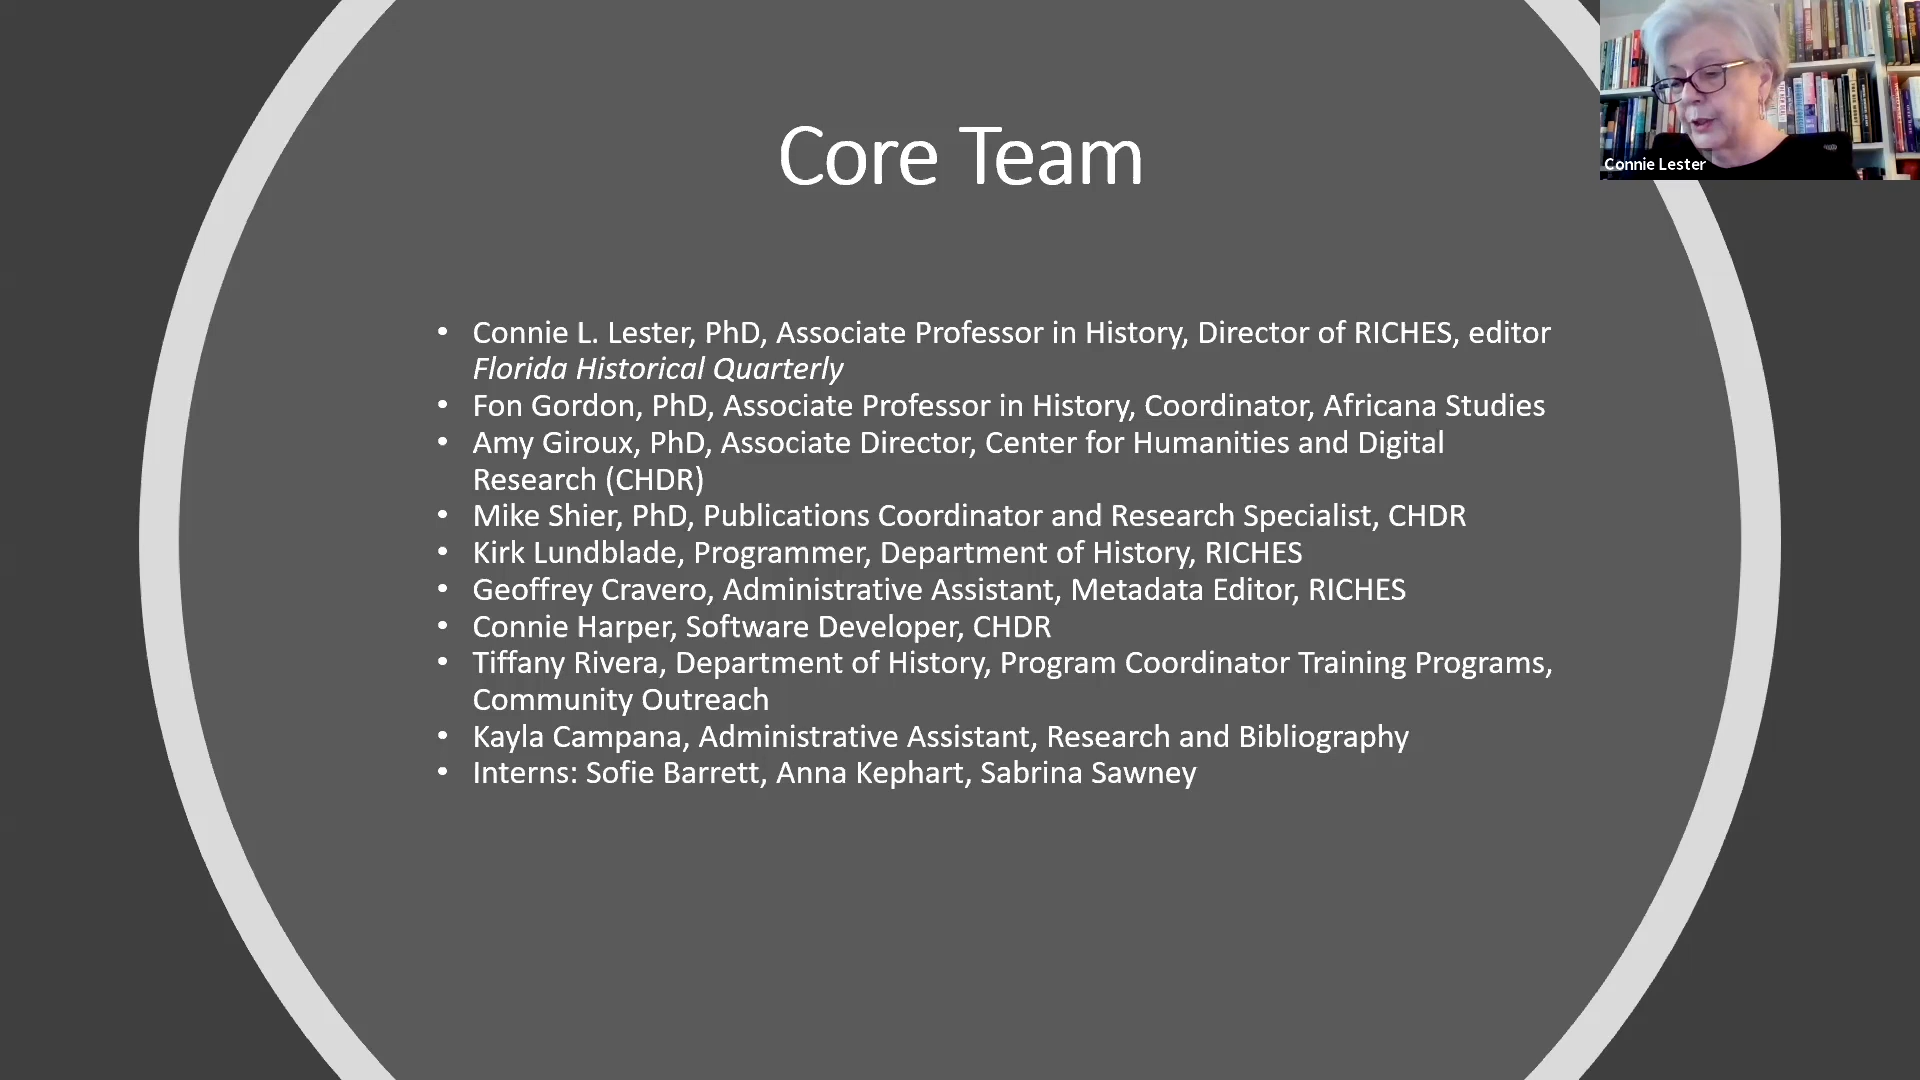 Core Team
Connie Lester
• Connie L. Lester, PhD, Associate Professor in History, Director of RICHES, editor
Florida Historical Quarterly
• Fon Gordon, PhD, Associate Professor in History, Coordinator, Africana Studies
• Amy Giroux, PhD, Associate Director, Center for Humanities and Digital
Research (CHDR)
• Mike Shier, PhD, Publications Coordinator and Research Specialist, CHDR
• Kirk Lundblade, Programmer, Department of History, RICHES
• Geoffrey Cravero, Administrative Assistant, Metadata Editor, RICHES
• Connie Harper, Software Developer, CHDR
• Tiffany Rivera, Department of History, Program Coordinator Training Programs,
Community Outreach
• Kayla Campana, Administrative Assistant, Research and Bibliography
• Interns: Sofie Barrett, Anna Kephart, Sabrina Sawney